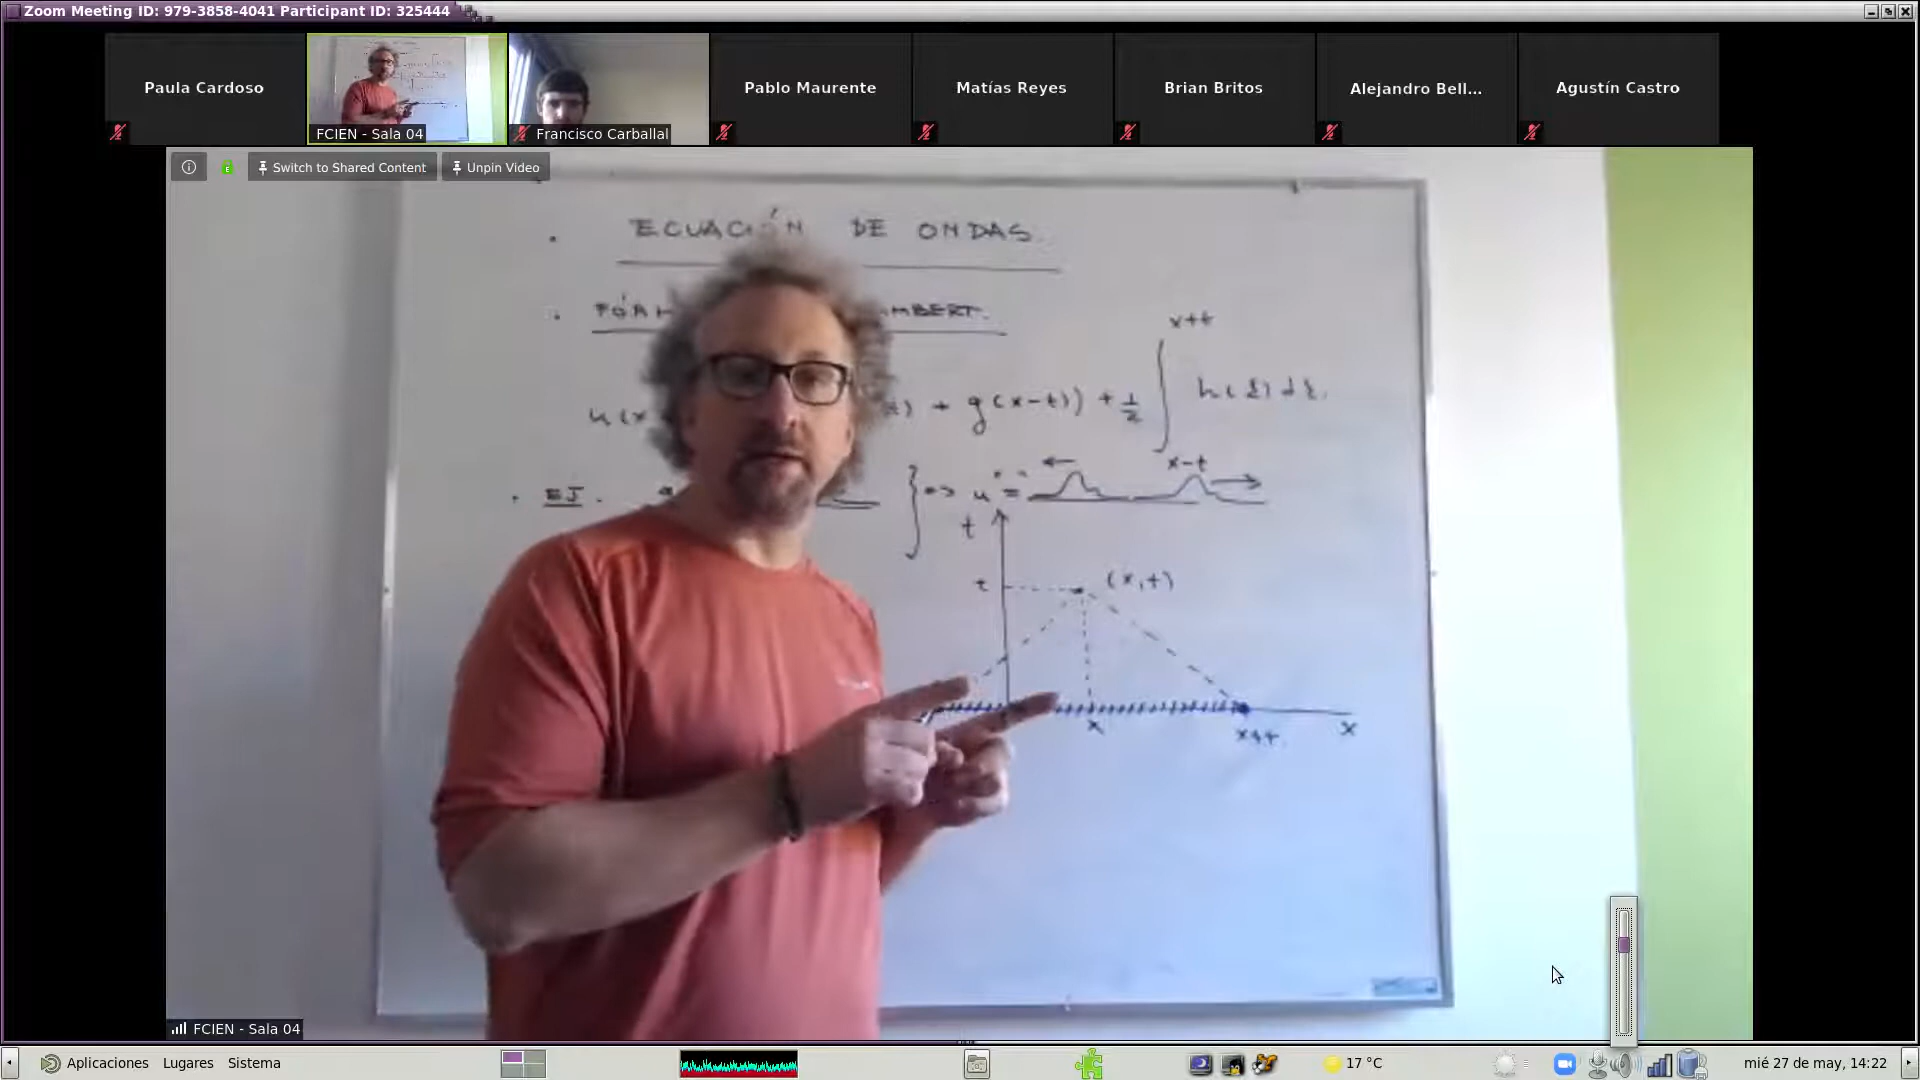 Zoom Meeting ID: 979-3858-4041 Participant ID: 325444
Paula Cardoso
FCIEN - Sala 04
Francisco Carballal
Pablo Maurente
Matías Reyes
Brian Britos
Alejandro Bell...
Agustín Castro
Switch to Shared Content
Unpin Video
. ECUACIÓN DE ONDAS.
. FÓRM AMBERT.
u(x t) + g(x-t)) + 1/2 ∫ h(ξ)dξ.
x+t
x-t
. EJ. } => u =
t
t (x,t)
x x+t x
FCIEN - Sala 04
Aplicaciones Lugares Sistema
17 °C
mié 27 de may, 14:22